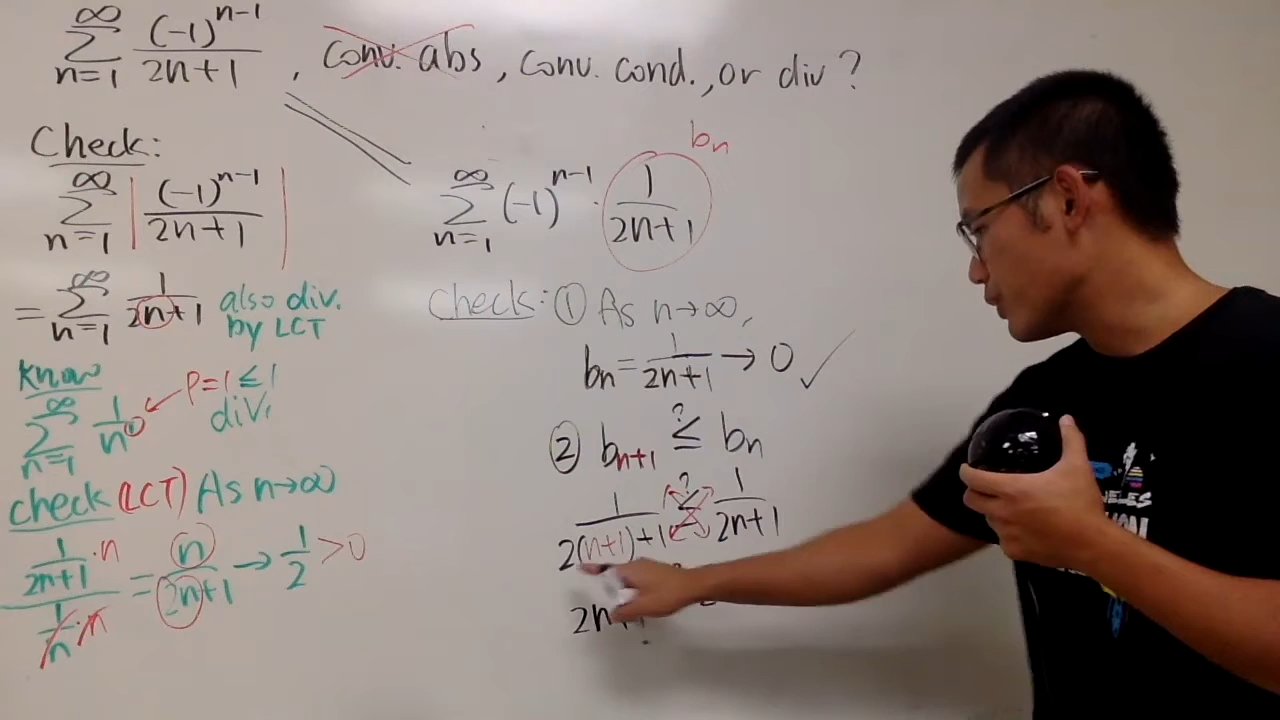 ∞ ∑ n=1 (-1)^(n-1) / (2n+1) , conv. abs, conv. cond., or div ?
Check:
∞ ∑ n=1 | (-1)^(n-1) / (2n+1) |
= ∞ ∑ n=1 1 / (2n+1) also div. by LCT
know
∞ ∑ n=1 1 / n^1 ← P=1 ≤ 1 div.
check (LCT) As n→∞
(1 / (2n+1) · n) / (1 / n · n) = n / (2n+1) → 1/2 > 0
∞ ∑ n=1 (-1)^(n-1) · 1 / (2n+1) bn
Check: ① As n→∞,
bn = 1 / (2n+1) → 0 ✓
② b n+1 ≤? bn
1 / (2(n+1)+1) ≤? 1 / (2n+1)
2n+1